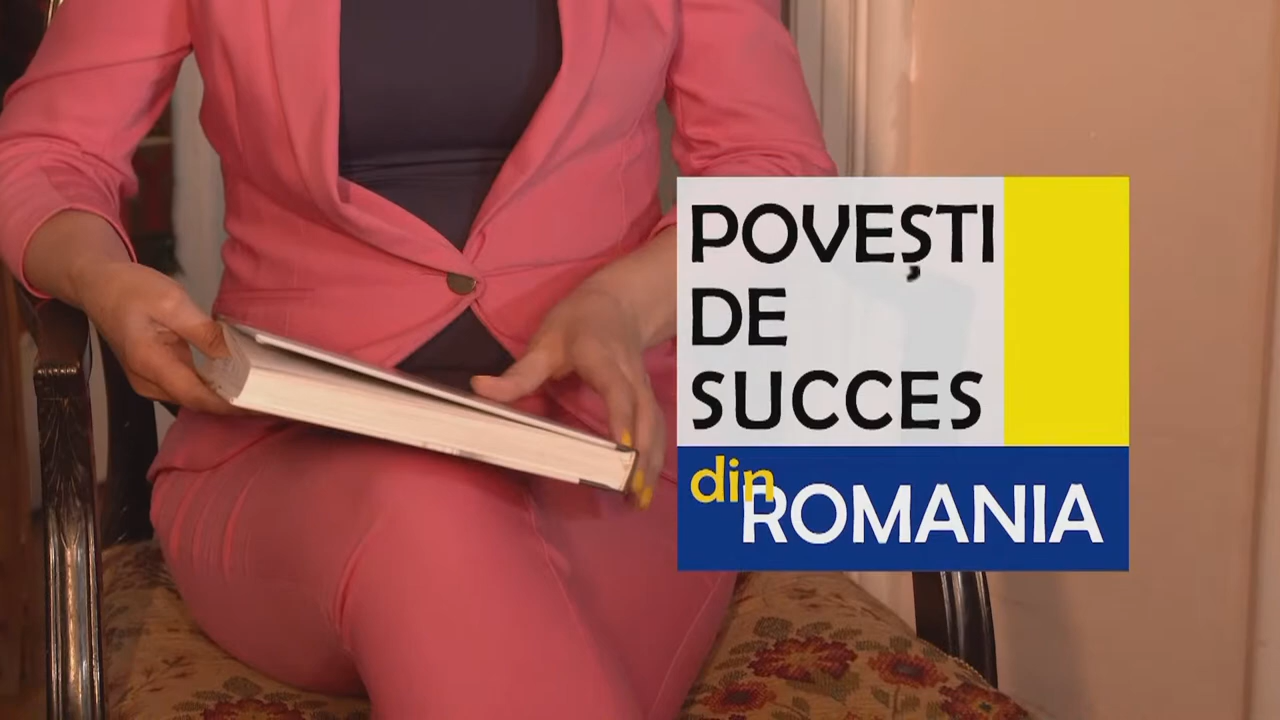 POVEȘTI
DE
SUCCES
din
ROMANIA